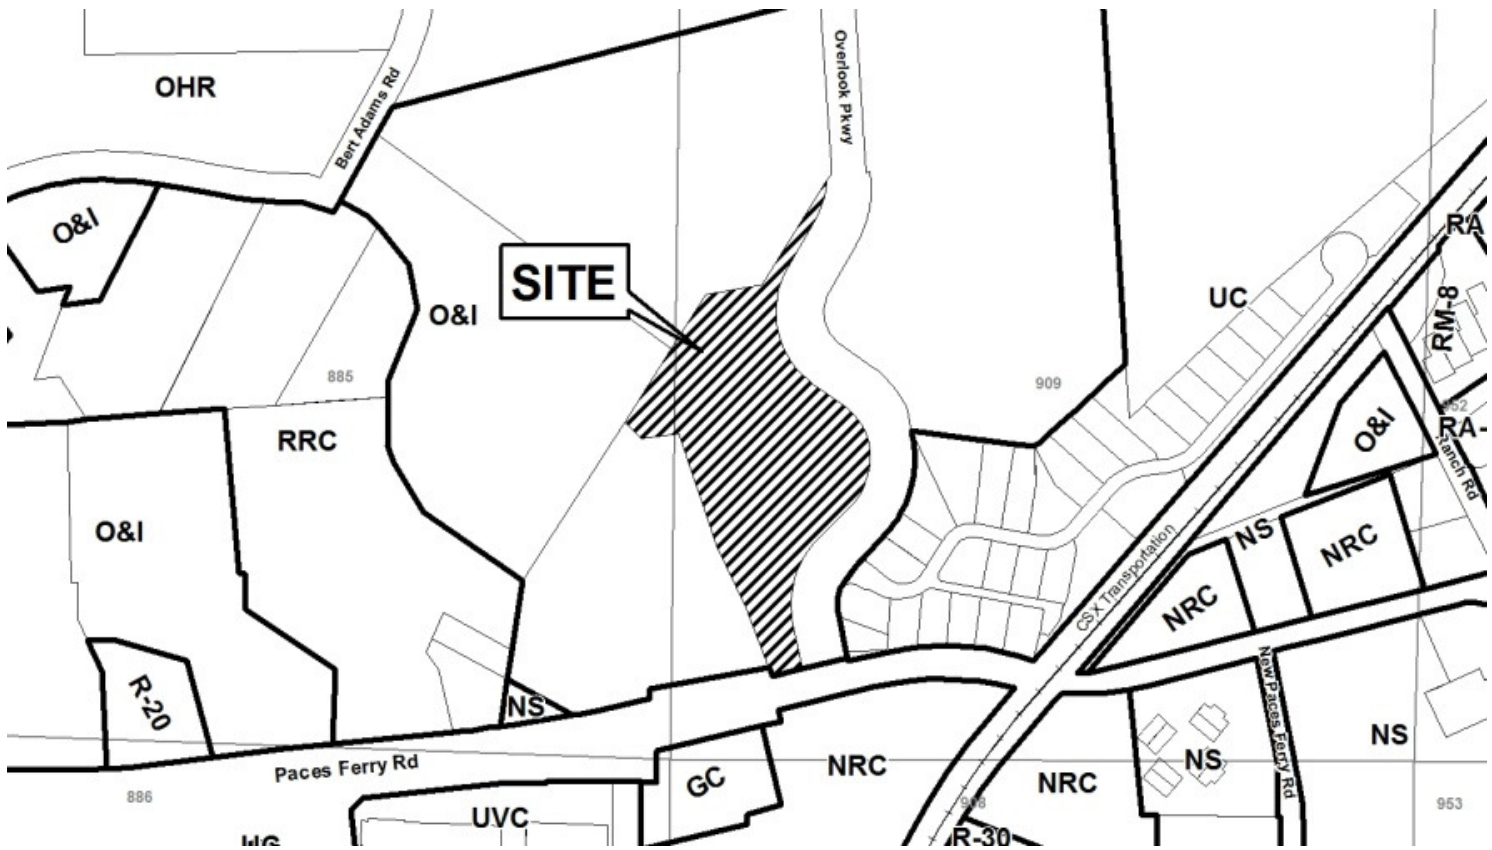 OHR
Bert Adams Rd
Overlook Pkwy
O&I
RA
SITE
O&I
UC
RM-8
885
909
952
O&I
RA-
RRC
Ranch Rd
O&I
CSX Transportation
NS
NRC
NRC
R-20
NS
New Paces Ferry Rd
Paces Ferry Rd
GC
NRC
NS
NS
NRC
886
UVC
908
953
R-30